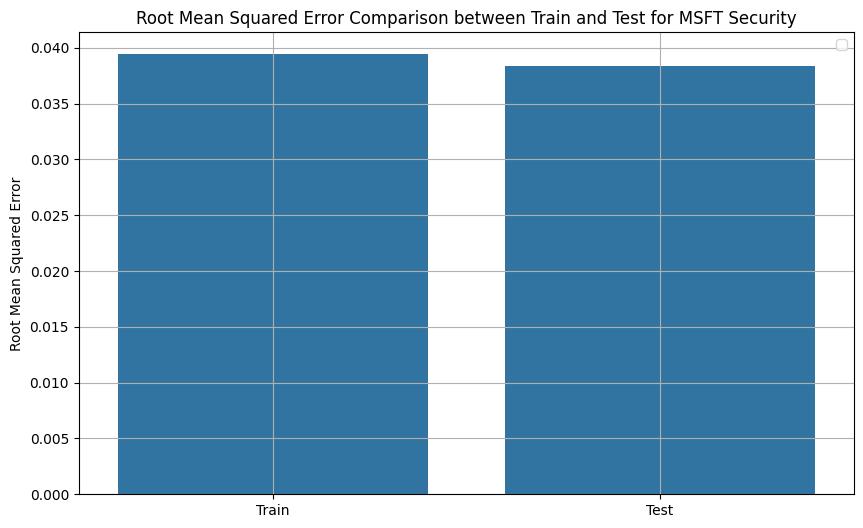 Root Mean Squared Error Comparison between Train and Test for MSFT Security
Root Mean Squared Error
0.040
0.035
0.030
0.025
0.020
0.015
0.010
0.005
0.000
Train
Test